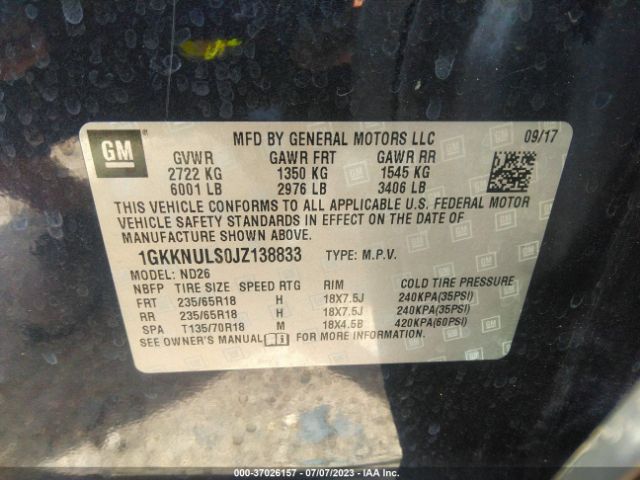 GM
MFD BY GENERAL MOTORS LLC 09/17
GVWR GAWR FRT GAWR RR
2722 KG 1350 KG 1545 KG
6001 LB 2976 LB 3406 LB
THIS VEHICLE CONFORMS TO ALL APPLICABLE U.S. FEDERAL MOTOR
VEHICLE SAFETY STANDARDS IN EFFECT ON THE DATE OF
MANUFACTURE SHOWN ABOVE.
1GKKNULS0JZ138833 TYPE: M.P.V.
MODEL: ND26
NBFP TIRE SIZE SPEED RTG RIM COLD TIRE PRESSURE
FRT 235/65R18 H 18X7.5J 240KPA(35PSI)
RR 235/65R18 H 18X7.5J 240KPA(35PSI)
SPA T135/70R18 M 18X4.5B 420KPA(60PSI)
SEE OWNER'S MANUAL FOR MORE INFORMATION.
000-37026157 - 07/07/2023 - IAA Inc.